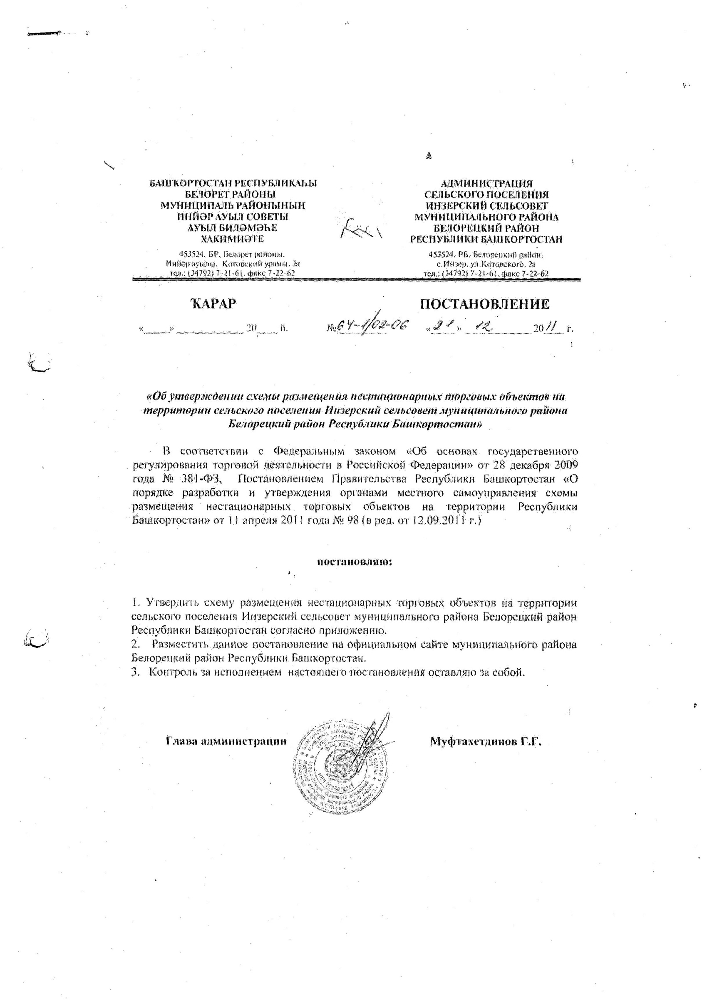 БАШҠОРТОСТАН РЕСПУБЛИКАҺЫ
БЕЛОРЕТ РАЙОНЫ
МУНИЦИПАЛЬ РАЙОНЫНЫҢ
ИНЙӘР АУЫЛ СОВЕТЫ
АУЫЛ БИЛӘМӘҺЕ
ХАКИМИӘТЕ
453524, БР, Белорет районы,
Инйәр ауылы, Котовский урамы, 2а
тел.: (34792) 7-21-61, факс 7-22-62
АДМИНИСТРАЦИЯ
СЕЛЬСКОГО ПОСЕЛЕНИЯ
ИНЗЕРСКИЙ СЕЛЬСОВЕТ
МУНИЦИПАЛЬНОГО РАЙОНА
БЕЛОРЕЦКИЙ РАЙОН
РЕСПУБЛИКИ БАШКОРТОСТАН
453524, РБ, Белорецкий район,
с.Инзер, ул.Котовского, 2а
тел.: (34792) 7-21-61, факс 7-22-62
ҠАРАР ПОСТАНОВЛЕНИЕ
«____» ____________ 20____ й. №64-1/02-06 «21» 12 2011 г.
«Об утверждении схемы размещения нестационарных торговых объектов на
территории сельского поселения Инзерский сельсовет муниципального района
Белорецкий район Республики Башкортостан»
В соответствии с Федеральным законом «Об основах государственного
регулирования торговой деятельности в Российской Федерации» от 28 декабря 2009
года № 381-ФЗ, Постановлением Правительства Республики Башкортостан «О
порядке разработки и утверждения органами местного самоуправления схемы
размещения нестационарных торговых объектов на территории Республики
Башкортостан» от 11 апреля 2011 года № 98 (в ред. от 12.09.2011 г.)
постановляю:
1. Утвердить схему размещения нестационарных торговых объектов на территории
сельского поселения Инзерский сельсовет муниципального района Белорецкий район
Республики Башкортостан согласно приложению.
2. Разместить данное постановление на официальном сайте муниципального района
Белорецкий район Республики Башкортостан.
3. Контроль за исполнением настоящего постановления оставляю за собой.
Глава администрации Муфтахетдинов Г.Г.